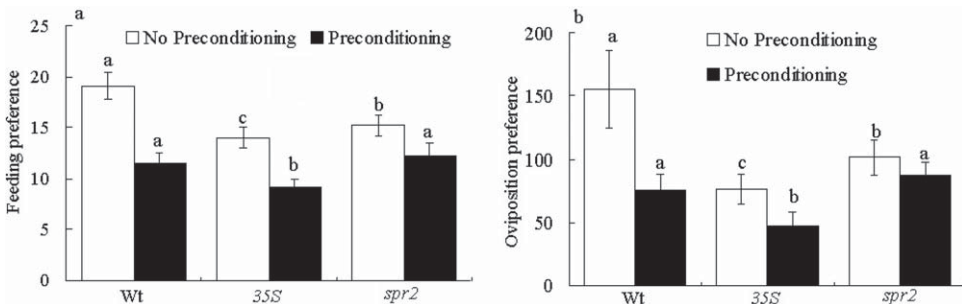 a
25
20
15
10
5
0
Feeding preference
No Preconditioning Preconditioning
a
a
c
b
b
a
Wt 35S spr2
b
200
150
100
50
0
Oviposition preference
No Preconditioning
Preconditioning
a
a
c
b
b
a
Wt 35S spr2